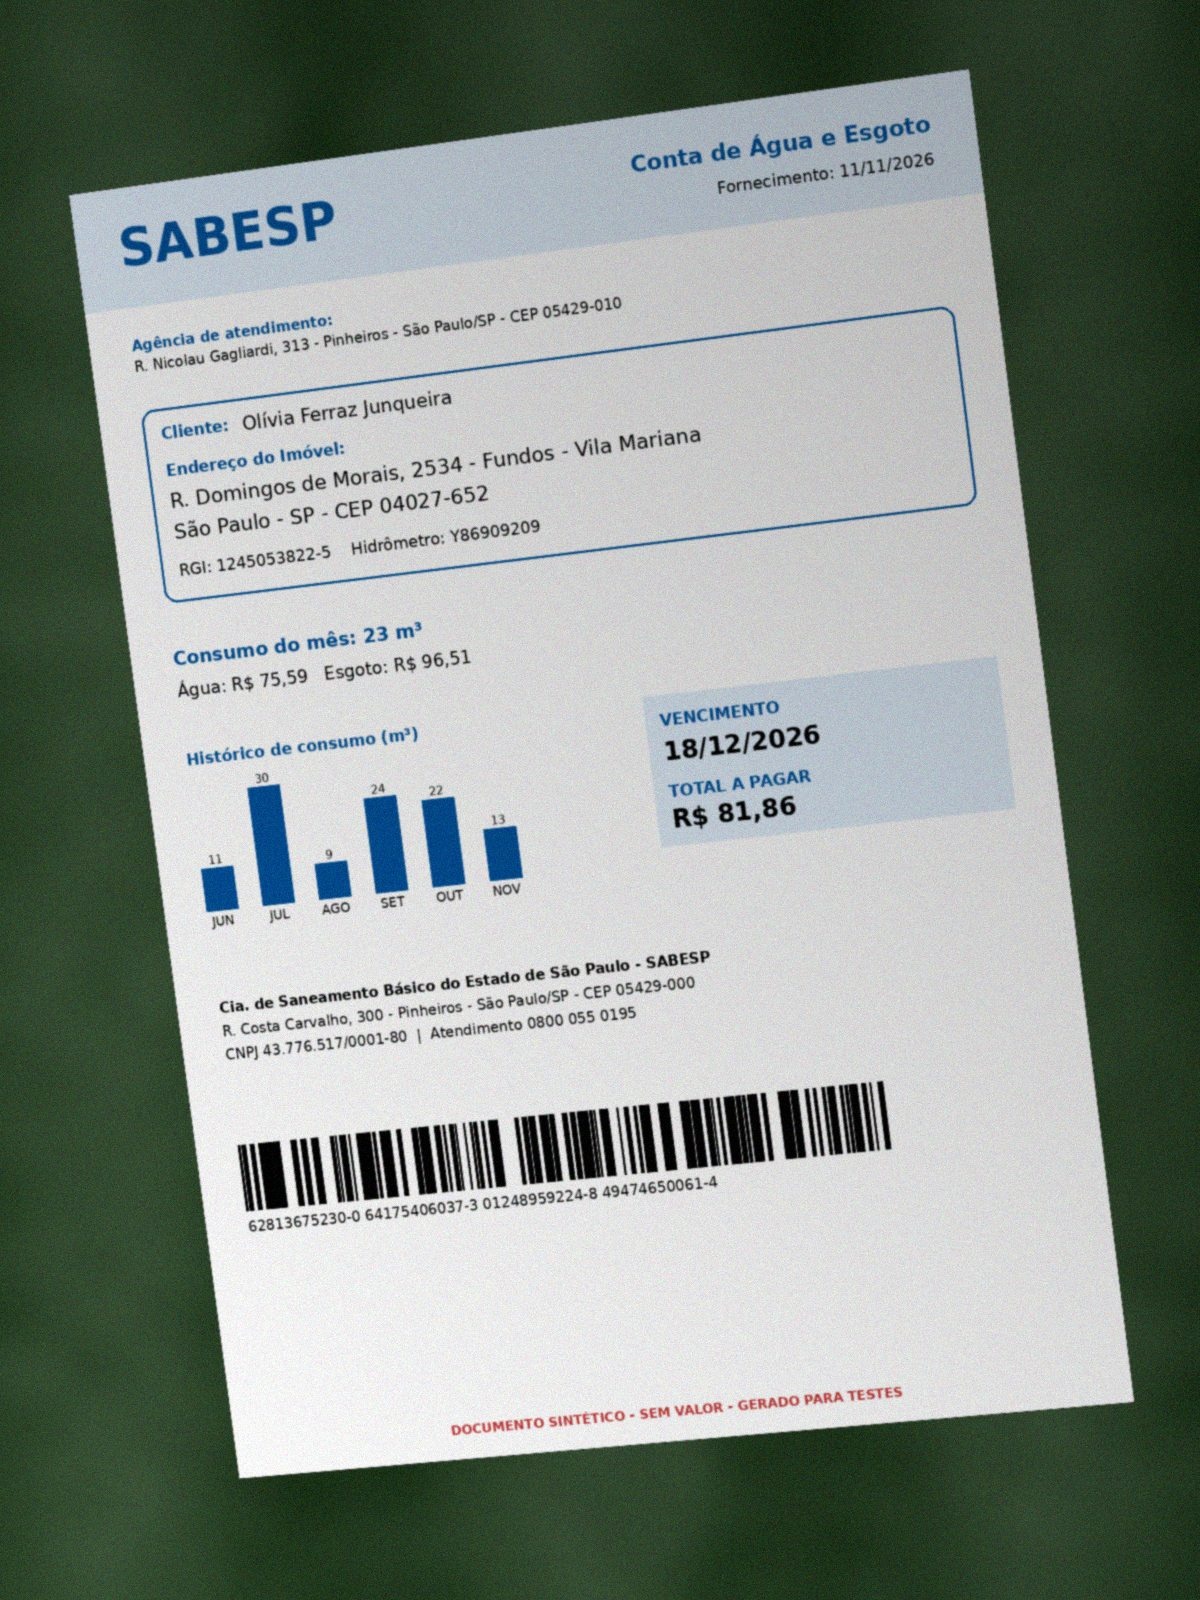 SABESP
Conta de Água e Esgoto
Fornecimento: 11/11/2026
Agência de atendimento:
R. Nicolau Gagliardi, 313 - Pinheiros - São Paulo/SP - CEP 05429-010
Cliente: Olívia Ferraz Junqueira
Endereço do Imóvel:
R. Domingos de Morais, 2534 - Fundos - Vila Mariana
São Paulo - SP - CEP 04027-652
RGI: 1245053822-5 Hidrômetro: Y86909209
Consumo do mês: 23 m³
Água: R$ 75,59 Esgoto: R$ 96,51
VENCIMENTO
18/12/2026
TOTAL A PAGAR
R$ 81,86
Histórico de consumo (m³)
11 30 9 24 22 13
JUN JUL AGO SET OUT NOV
Cia. de Saneamento Básico do Estado de São Paulo - SABESP
R. Costa Carvalho, 300 - Pinheiros - São Paulo/SP - CEP 05429-000
CNPJ 43.776.517/0001-80 | Atendimento 0800 055 0195
62813675230-0 64175406037-3 01248959224-8 49474650061-4
DOCUMENTO SINTÉTICO - SEM VALOR - GERADO PARA TESTES